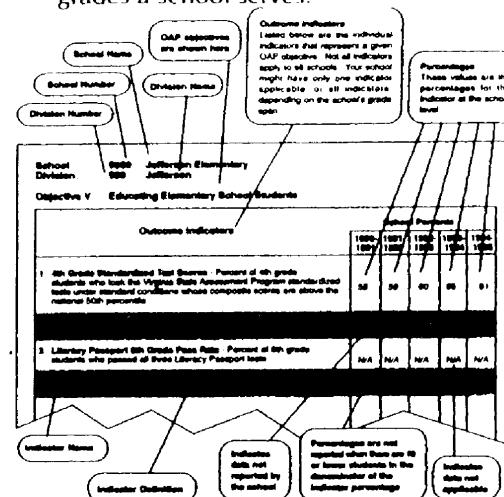 grades a school serves.
Outcome Indicators
Listed below are the individual
indicators that represent a given
OAP objective. Not all indicators
apply to all schools. Your school
might have only one indicator
applicable or all indicators
depending on the school's grade
span
OAP objectives
are shown here
School Name
School Number
Division Name
Division Number
Percentages
These values are the
percentages for the
indicator at the school
level
School 9999 Jefferson Elementary
Division 999 Jefferson
Objective V Educating Elementary School Students
Outcome Indicators
School Percents
1 4th Grade Standardized Test Scores - Percent of 4th grade
students who took the Virginia State Assessment Program standardized
tests under standard conditions whose composite scores are above the
national 50th percentile
Literacy Passport 6th Grade Pass Rate - Percent of 6th grade
students who passed all three Literacy Passport tests
N/A N/A N/A N/A N/A
Indicator Name
Indicator Definition
Indicates
data not
reported by
the school
Percentages are not
reported when there are 10
or fewer students in the
denominator of the
indicator percentage
Indicates
data not
applicable